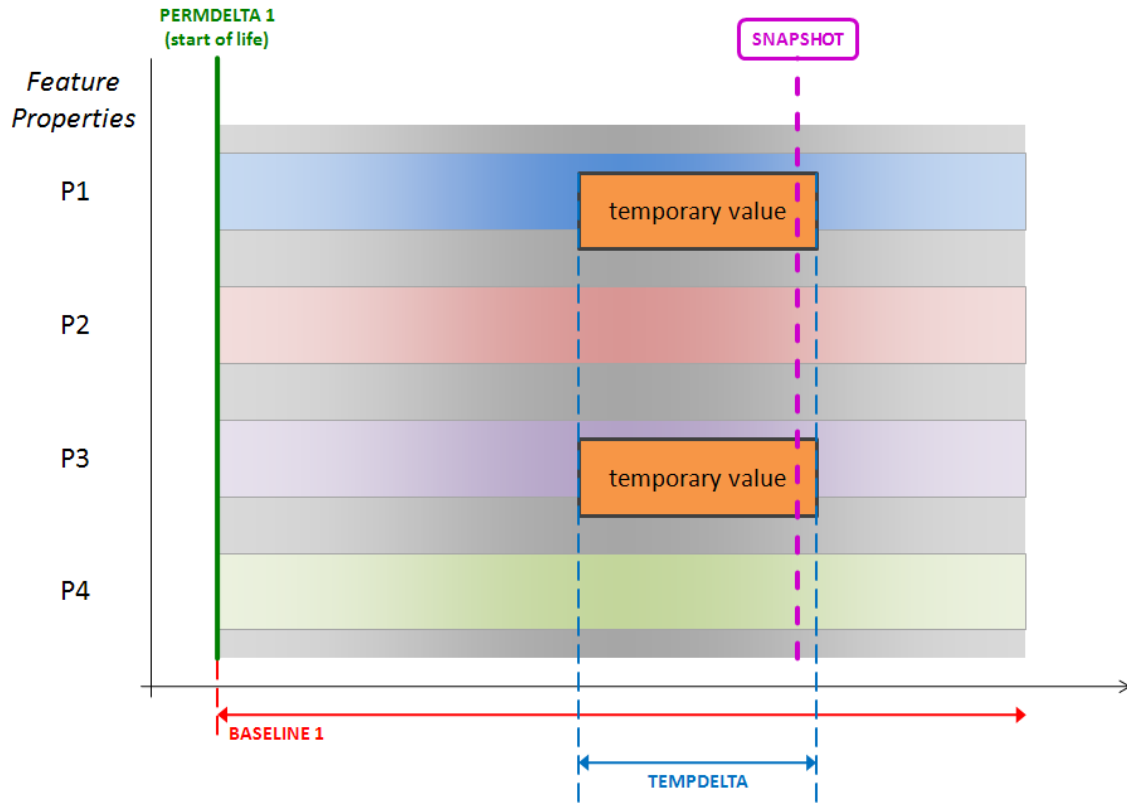 PERMDELTA 1
(start of life)
SNAPSHOT
Feature
Properties
P1
temporary value
P2
P3
temporary value
P4
BASELINE 1
TEMPDELTA